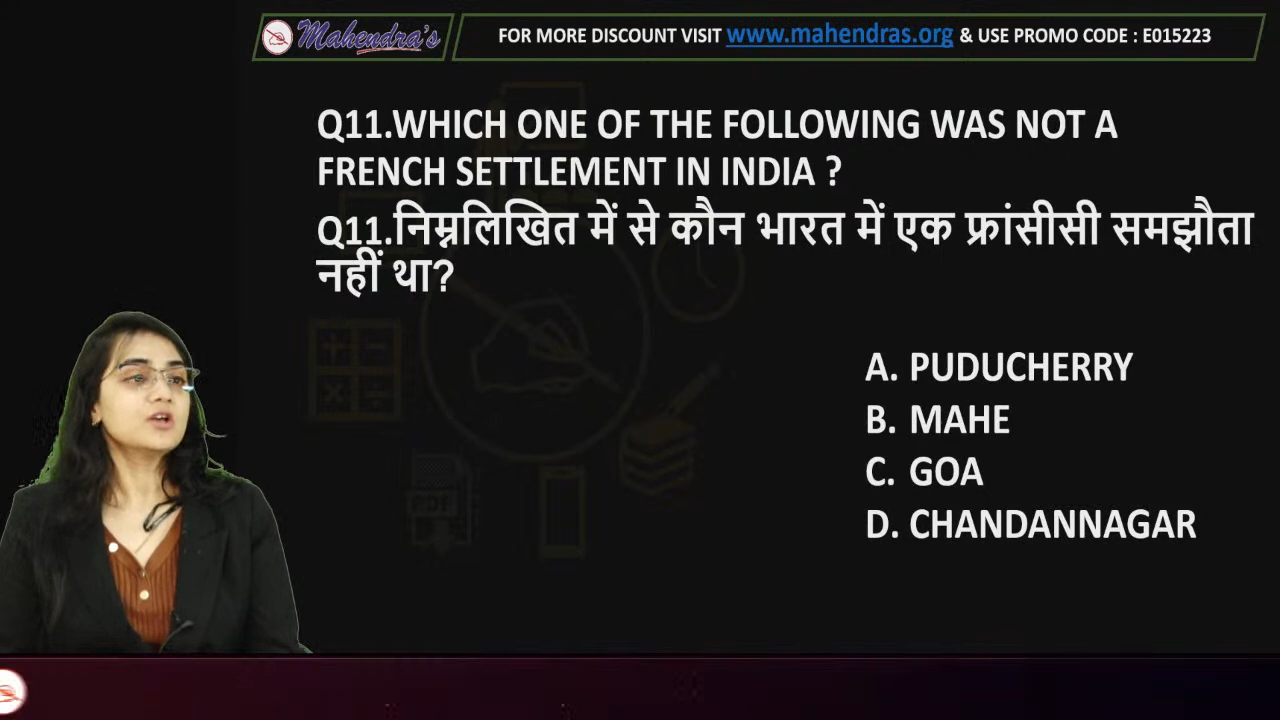 Mahendra's
FOR MORE DISCOUNT VISIT www.mahendras.org & USE PROMO CODE : E015223
Q11.WHICH ONE OF THE FOLLOWING WAS NOT A
FRENCH SETTLEMENT IN INDIA ?
Q11.निम्नलिखित में से कौन भारत में एक फ्रांसीसी समझौता
नहीं था?
A. PUDUCHERRY
B. MAHE
C. GOA
D. CHANDANNAGAR
PDF